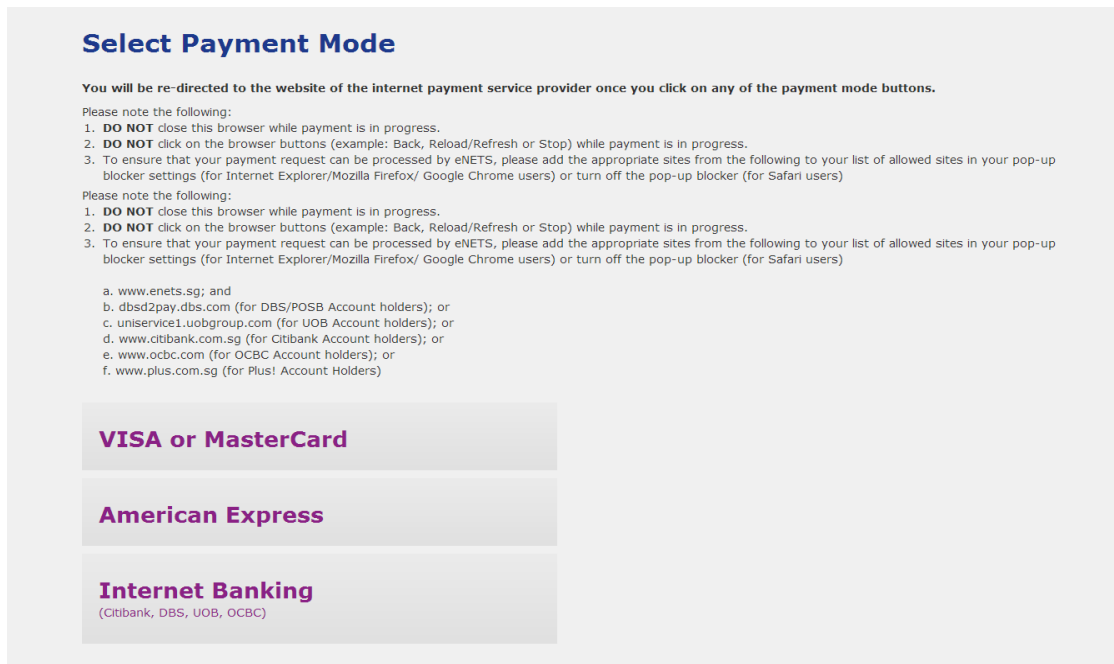 Select Payment Mode
You will be re-directed to the website of the internet payment service provider once you click on any of the payment mode buttons.
Please note the following:
1. DO NOT close this browser while payment is in progress.
2. DO NOT click on the browser buttons (example: Back, Reload/Refresh or Stop) while payment is in progress.
3. To ensure that your payment request can be processed by eNETS, please add the appropriate sites from the following to your list of allowed sites in your pop-up
blocker settings (for Internet Explorer/Mozilla Firefox/ Google Chrome users) or turn off the pop-up blocker (for Safari users)
Please note the following:
1. DO NOT close this browser while payment is in progress.
2. DO NOT click on the browser buttons (example: Back, Reload/Refresh or Stop) while payment is in progress.
3. To ensure that your payment request can be processed by eNETS, please add the appropriate sites from the following to your list of allowed sites in your pop-up
blocker settings (for Internet Explorer/Mozilla Firefox/ Google Chrome users) or turn off the pop-up blocker (for Safari users)
a. www.enets.sg; and
b. dbsd2pay.dbs.com (for DBS/POSB Account holders); or
c. uniservice1.uobgroup.com (for UOB Account holders); or
d. www.citibank.com.sg (for Citibank Account holders); or
e. www.ocbc.com (for OCBC Account holders); or
f. www.plus.com.sg (for Plus! Account Holders)
VISA or MasterCard
American Express
Internet Banking
(Citibank, DBS, UOB, OCBC)